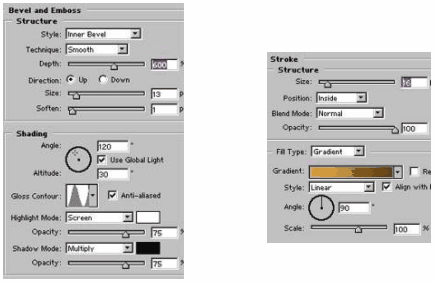 Bevel and Emboss
Structure
Style: Inner Bevel
Technique: Smooth
Depth: 600 %
Direction: Up Down
Size: 13 p
Soften: 1 p
Shading
Angle: 120 °
Use Global Light
Altitude: 30 °
Gloss Contour: Anti-aliased
Highlight Mode: Screen
Opacity: 75 %
Shadow Mode: Multiply
Opacity: 75 %
Stroke
Structure
Size: p
Position: Inside
Blend Mode: Normal
Opacity: 100
Fill Type: Gradient
Gradient: Re
Style: Linear Align with
Angle: 90 °
Scale: 100 %